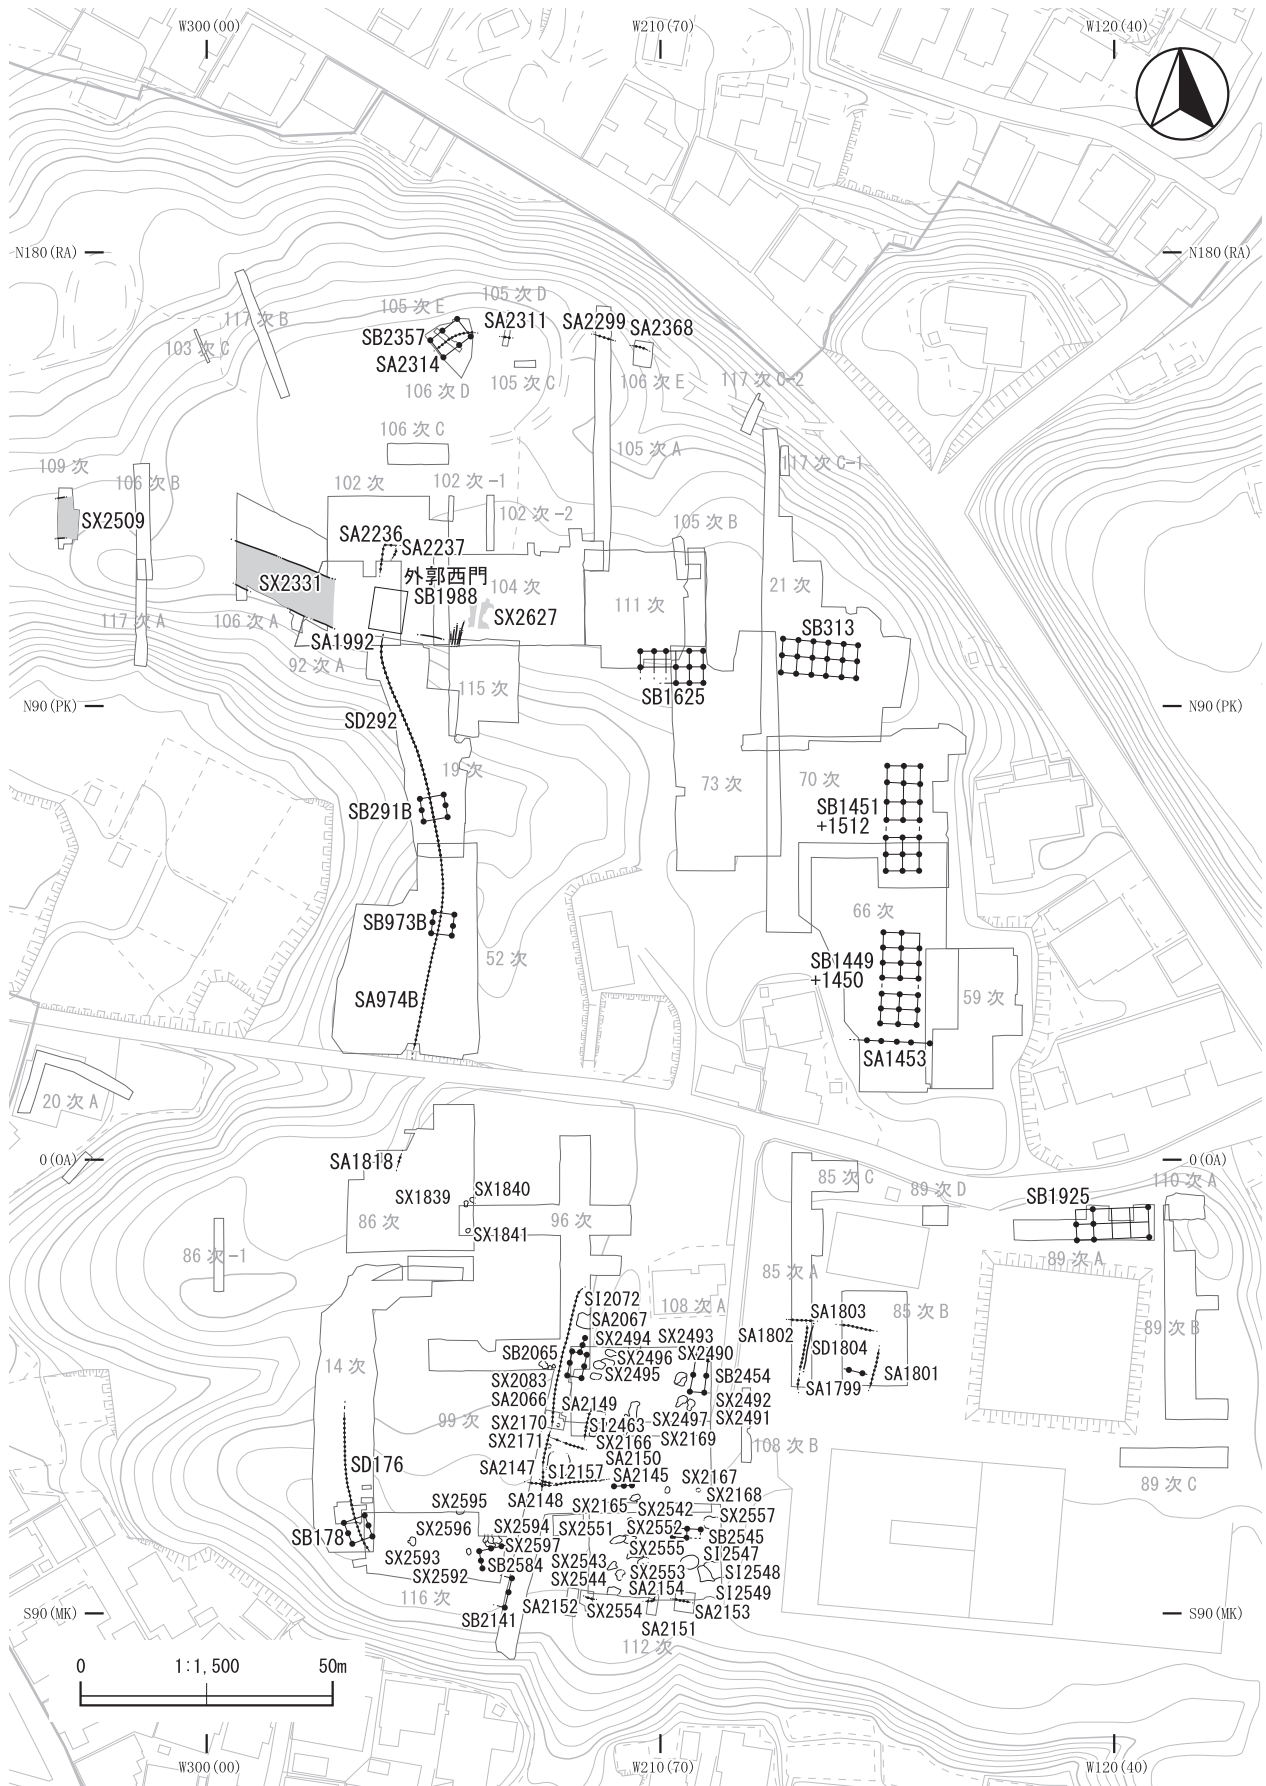 W300(00)
W210(70)
W120(40)
N180(RA)
N180(RA)
117次B
103次C
105次E
105次D
SB2357
SA2311
SA2299
SA2368
SA2314
106次D
105次C
106次E
117次C-2
106次C
105次A
117次C-1
109次
106次B
102次
102次-1
102次-2
105次B
SX2509
SA2236
SA2237
外郭西門
SX2331
SB1988
104次
SX2627
111次
21次
117次A
106次A
SA1992
92次A
SB313
115次
SB1625
N90(PK)
N90(PK)
SD292
19次
73次
70次
SB291B
SB1451
+1512
66次
SB973B
52次
SB1449
+1450
SA974B
59次
SA1453
20次A
0(OA)
0(OA)
SA1818
SX1839
SX1840
86次
SX1841
96次
86次-1
85次C
89次D
110次A
SB1925
89次A
85次A
85次B
89次B
SI2072
108次A
SA2067
SX2494
SX2493
SA1803
SA1802
SD1804
SB2065
SX2496
SX2490
SX2495
SB2454
SA1801
SA1799
14次
SX2083
SA2066
SA2149
SX2492
SX2170
SI2463
SX2497
SX2491
99次
SX2171
SX2166
SX2169
108次B
SA2150
SD176
SA2147
SI2157
SA2145
SX2167
89次C
SX2595
SA2148
SX2165
SX2542
SX2168
SX2557
SB178
SX2596
SX2594
SX2551
SX2552
SB2545
SX2597
SX2555
SI2547
SX2593
SB2584
SX2543
SX2553
SI2548
SX2592
SX2544
SA2154
SI2549
116次
SB2141
SA2152
SX2554
SA2153
SA2151
S90(MK)
S90(MK)
112次
0
1:1,500
50m
W300(00)
W210(70)
W120(40)